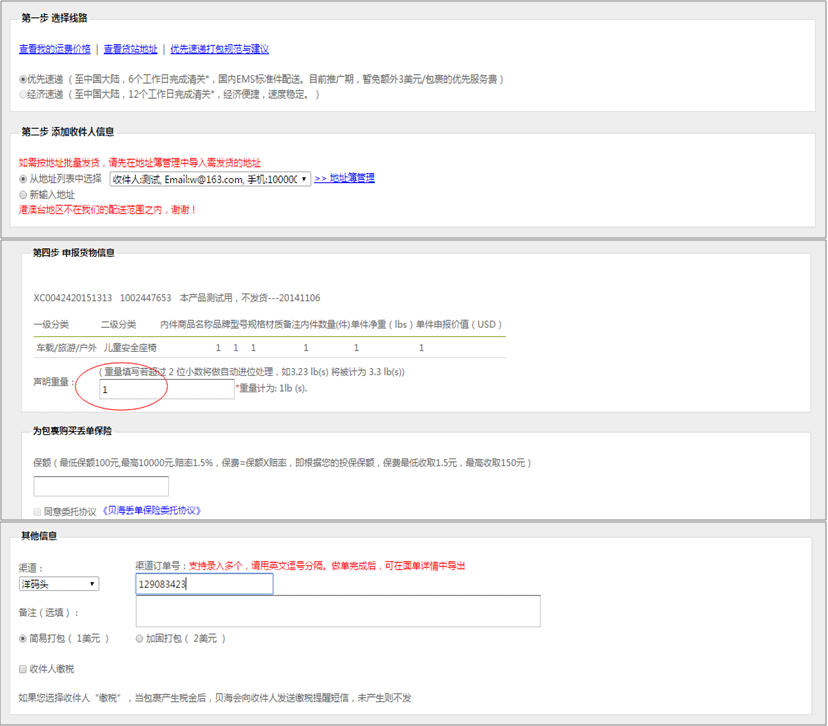 第一步 选择线路
查看我的运费价格 | 查看货站地址 | 优先速递打包规范与建议
优先速递 ( 至中国大陆，6个工作日完成清关*，国内EMS标准件配送。目前推广期，暂免额外3美元/包裹的优先服务费 )
经济速递 ( 至中国大陆，12个工作日完成清关*，经济便捷，速度稳定。 )
第二步 添加收件人信息
如需按地址批量发货，请先在地址簿管理中导入需发货的地址
从地址列表中选择 收件人:测试, Email:w@163.com, 手机:100000 >> 地址簿管理
新输入地址
港澳台地区不在我们的配送范围之内，谢谢！
第四步 申报货物信息
XC0042420151313 1002447653 本产品测试用，不发货---20141106
一级分类 二级分类 内件商品名称品牌型号规格材质备注内件数量(件)单件净重 ( lbs ) 单件申报价值 ( USD )
车载/旅游/户外 儿童安全座椅 1 1 1 1 1 1
( 重量填写若超过 2 位小数将做自动进位处理，如3.23 lb(s) 将被计为 3.3 lb(s))
声明重量： 1 *重量计为: 1lb (s).
为包裹购买丢单保险
保额 ( 最低保额100元,最高10000元,赔率1.5%，保费=保额X赔率，即根据您的投保保额，保费最低收取1.5元，最高收取150元 )
同意委托协议 《贝海丢单保险委托协议》
其他信息
渠道： 渠道订单号：支持录入多个，请用英文逗号分隔。做单完成后，可在面单详情中导出
洋码头 129083423
备注（选填）：
简易打包 ( 1美元 ) 加固打包 ( 2美元 )
收件人缴税
如果您选择收件人“缴税”，当包裹产生税金后，贝海会向收件人发送缴税提醒短信，未产生则不发